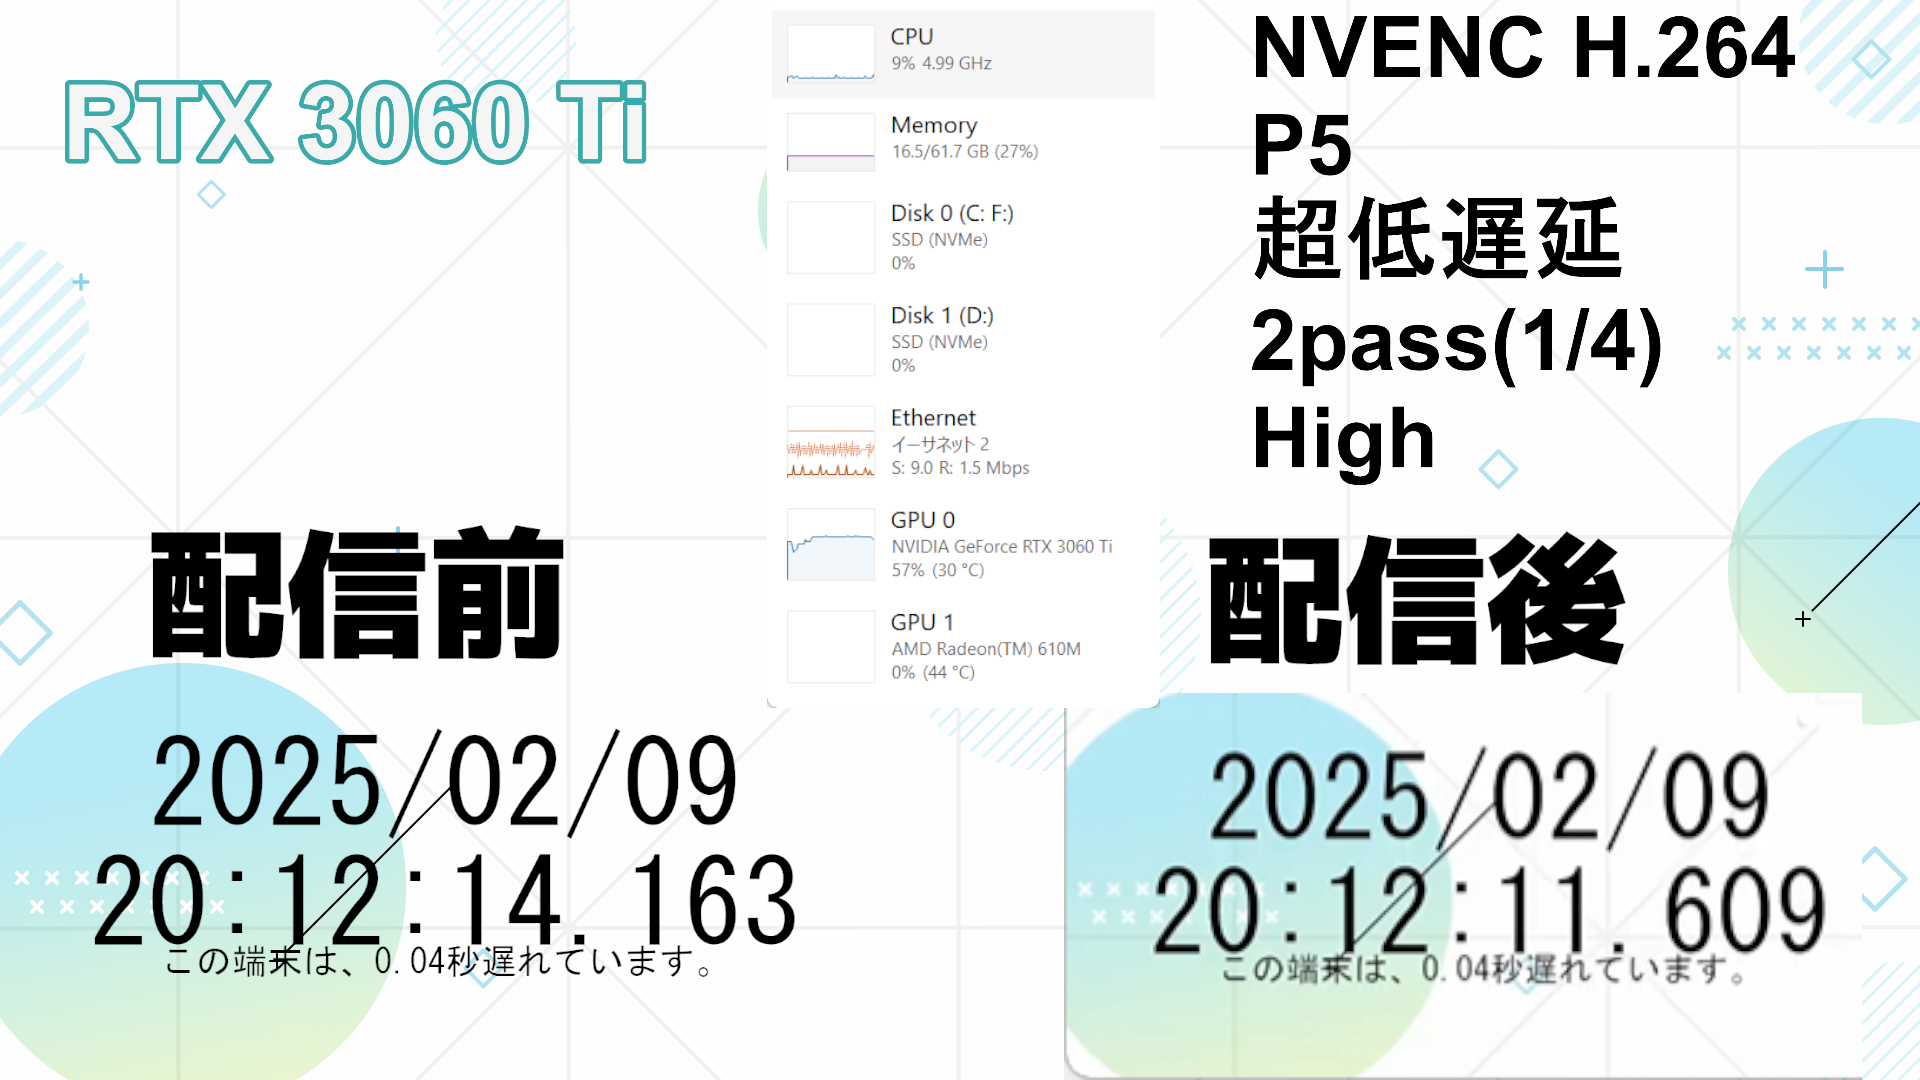 RTX 3060 Ti
CPU
9% 4.99 GHz
Memory
16.5/61.7 GB (27%)
Disk 0 (C: F:)
SSD (NVMe)
0%
Disk 1 (D:)
SSD (NVMe)
0%
Ethernet
イーサネット 2
S: 9.0 R: 1.5 Mbps
GPU 0
NVIDIA GeForce RTX 3060 Ti
57% (30 °C)
GPU 1
AMD Radeon(TM) 610M
0% (44 °C)
NVENC H.264
P5
超低遅延
2pass(1/4)
High
配信前
2025/02/09
20:12:14.163
この端末は、0.04秒遅れています。
配信後
2025/02/09
20:12:11.609
この端末は、0.04秒遅れています。